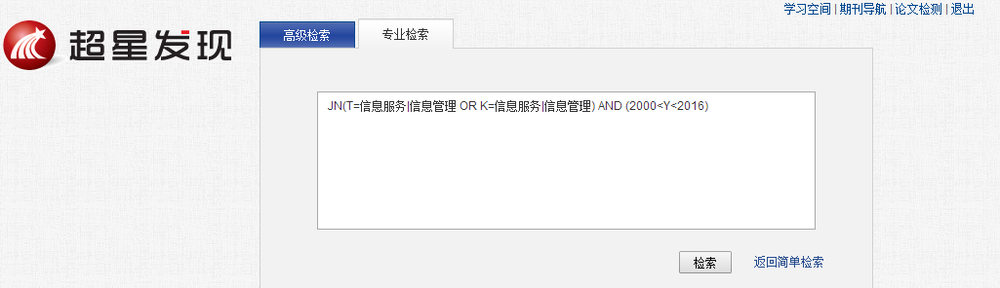 学习空间 | 期刊导航 | 论文检测 | 退出
超星发现
高级检索 专业检索
JN(T=信息服务|信息管理 OR K=信息服务|信息管理) AND (2000<Y<2016)
检索 返回简单检索